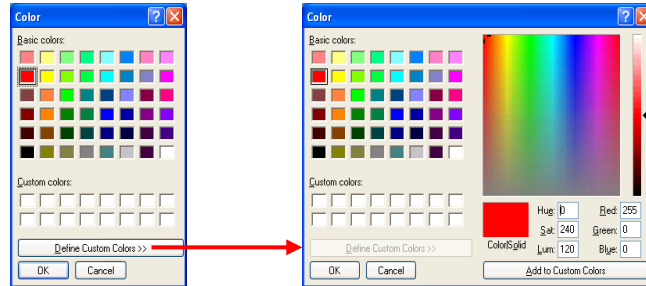 Color
Basic colors:
Custom colors:
Define Custom Colors >>
OK Cancel
Color
Basic colors:
Custom colors:
Define Custom Colors >>
OK Cancel
Color|Solid
Hue: 0 Red: 255
Sat: 240 Green: 0
Lum: 120 Blue: 0
Add to Custom Colors